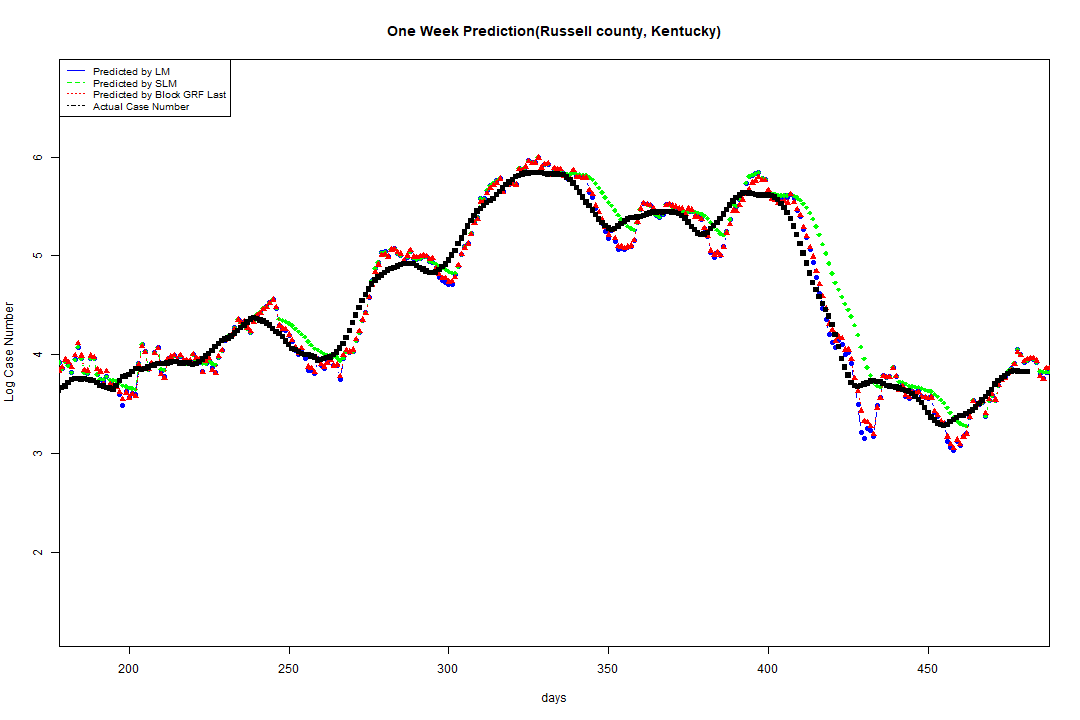 One Week Prediction(Russell county, Kentucky)
Predicted by LM
Predicted by SLM
Predicted by Block GRF Last
Actual Case Number
6
5
4
3
2
Log Case Number
200 250 300 350 400 450
days